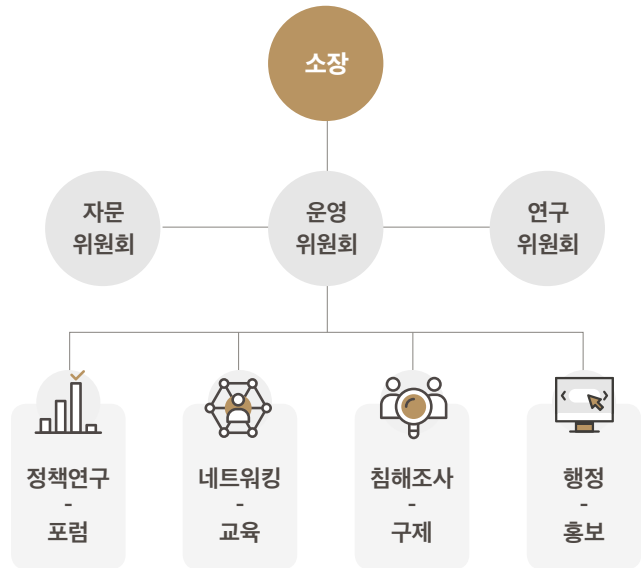 소장
자문
위원회
운영
위원회
연구
위원회
정책연구
-
포럼
네트워킹
-
교육
침해조사
-
구제
행정
-
홍보